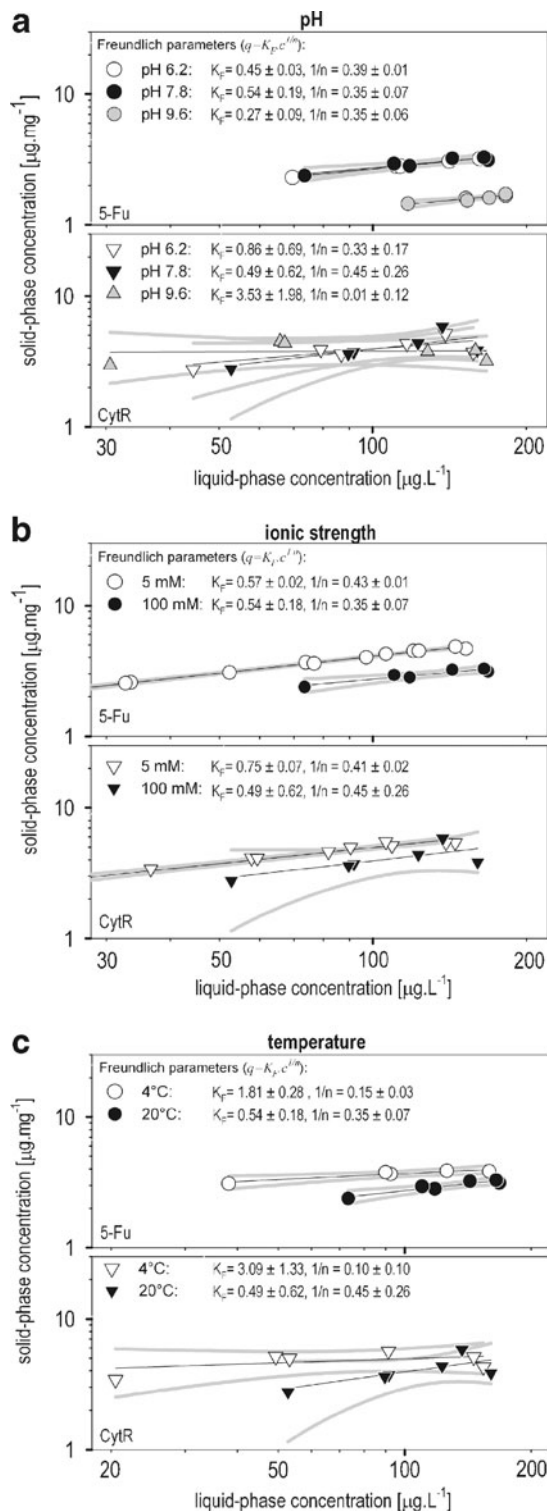 a
pH
Freundlich parameters (q=K_F.c^1/n):
pH 6.2: K_F= 0.45 ± 0.03, 1/n = 0.39 ± 0.01
pH 7.8: K_F= 0.54 ± 0.19, 1/n = 0.35 ± 0.07
pH 9.6: K_F= 0.27 ± 0.09, 1/n = 0.35 ± 0.06
10
1
5-Fu
pH 6.2: K_F= 0.86 ± 0.69, 1/n = 0.33 ± 0.17
pH 7.8: K_F= 0.49 ± 0.62, 1/n = 0.45 ± 0.26
pH 9.6: K_F= 3.53 ± 1.98, 1/n = 0.01 ± 0.12
10
1
CytR
solid-phase concentration [µg.mg⁻¹]
30 50 100 200
liquid-phase concentration [µg.L⁻¹]
b
ionic strength
Freundlich parameters (q=K_F.c^1/n):
5 mM: K_F= 0.57 ± 0.02, 1/n = 0.43 ± 0.01
100 mM: K_F= 0.54 ± 0.18, 1/n = 0.35 ± 0.07
10
1
5-Fu
5 mM: K_F= 0.75 ± 0.07, 1/n = 0.41 ± 0.02
100 mM: K_F= 0.49 ± 0.62, 1/n = 0.45 ± 0.26
10
1
CytR
solid-phase concentration [µg.mg⁻¹]
30 50 100 200
liquid-phase concentration [µg.L⁻¹]
c
temperature
Freundlich parameters (q=K_F.c^1/n):
4°C: K_F= 1.81 ± 0.28 , 1/n = 0.15 ± 0.03
20°C: K_F= 0.54 ± 0.18, 1/n = 0.35 ± 0.07
10
1
5-Fu
4°C: K_F= 3.09 ± 1.33, 1/n = 0.10 ± 0.10
20°C: K_F= 0.49 ± 0.62, 1/n = 0.45 ± 0.26
10
1
CytR
solid-phase concentration [µg.mg⁻¹]
20 50 100 200
liquid-phase concentration [µg.L⁻¹]